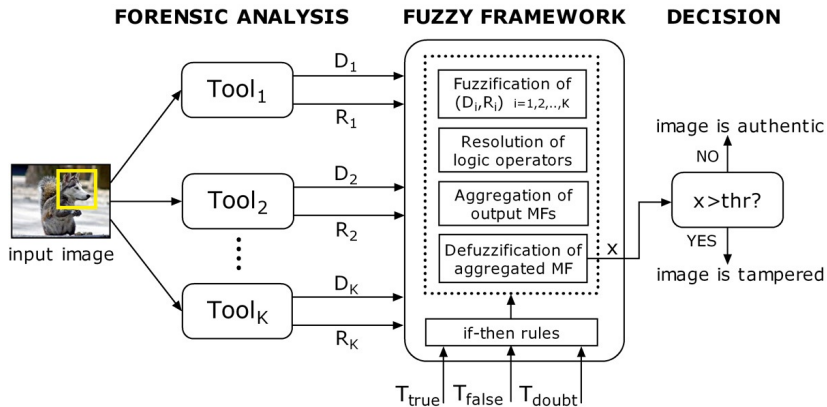 FORENSIC ANALYSIS
FUZZY FRAMEWORK
DECISION
Tool1
D1
R1
Tool2
D2
R2
ToolK
DK
RK
input image
Fuzzification of
(Di,Ri) i=1,2,..,K
Resolution of
logic operators
Aggregation of
output MFs
Defuzzification of
aggregated MF
x
if-then rules
Ttrue
Tfalse
Tdoubt
image is authentic
NO
x>thr?
YES
image is tampered